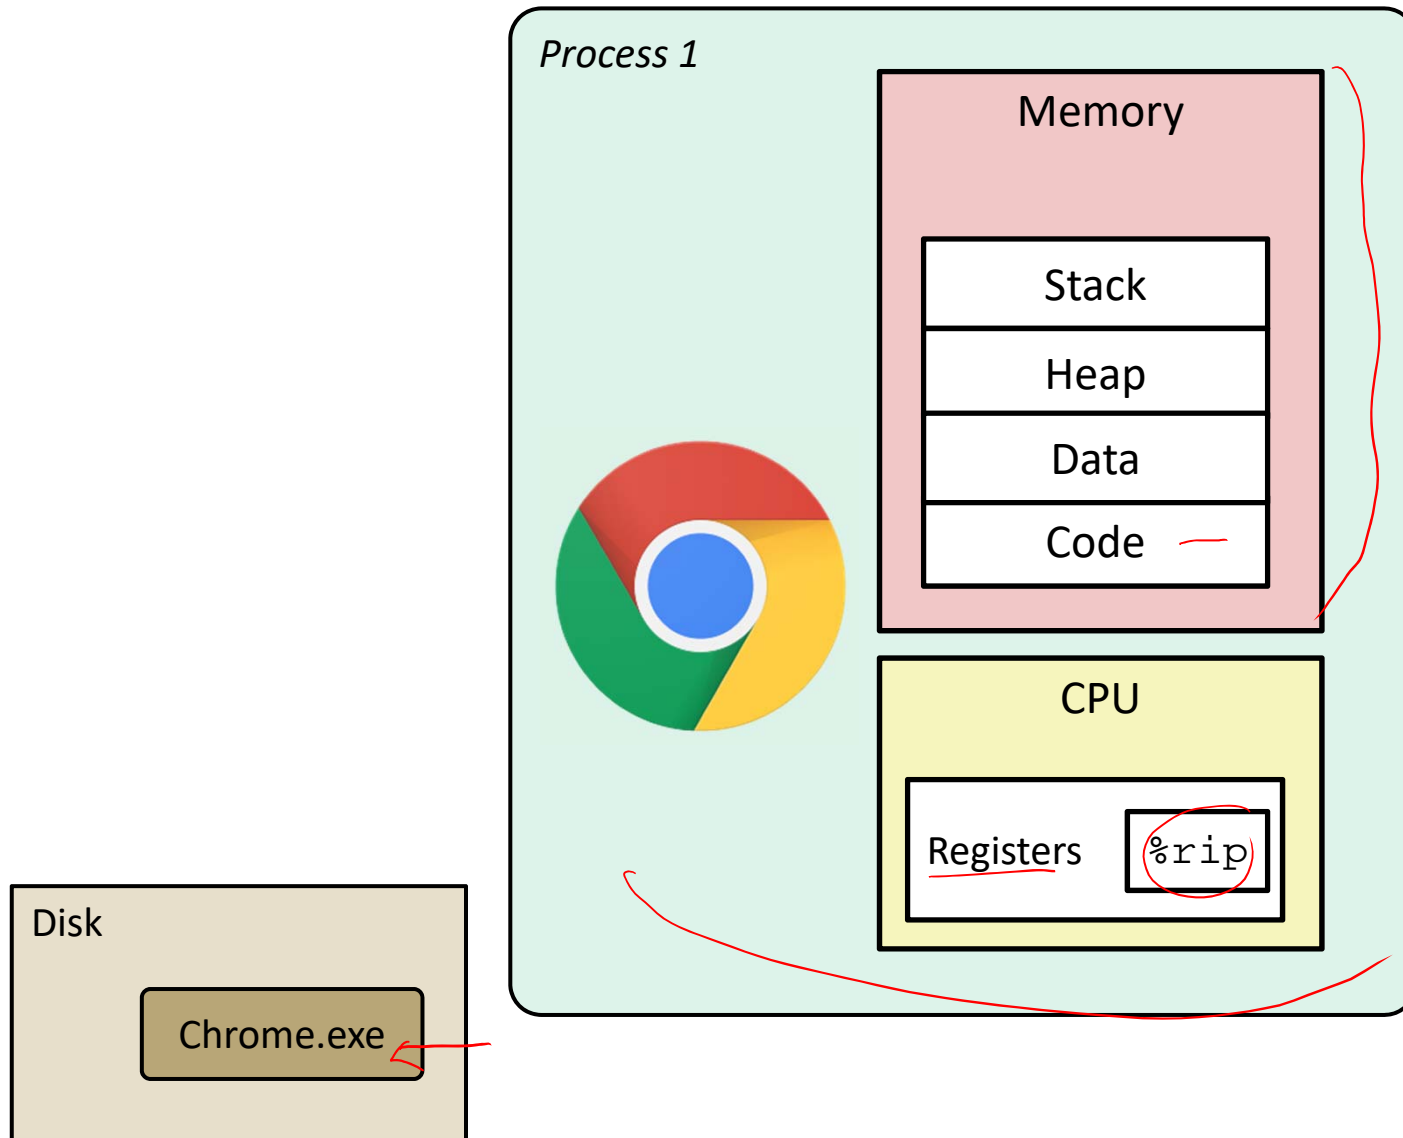 Process 1
Memory
Stack
Heap
Data
Code
CPU
Registers %rip
Disk
Chrome.exe